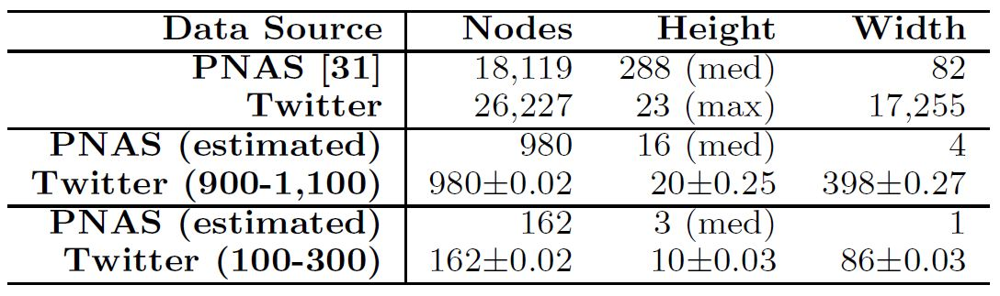 Data Source Nodes Height Width
PNAS [31] 18,119 288 (med) 82
Twitter 26,227 23 (max) 17,255
PNAS (estimated) 980 16 (med) 4
Twitter (900-1,100) 980±0.02 20±0.25 398±0.27
PNAS (estimated) 162 3 (med) 1
Twitter (100-300) 162±0.02 10±0.03 86±0.03